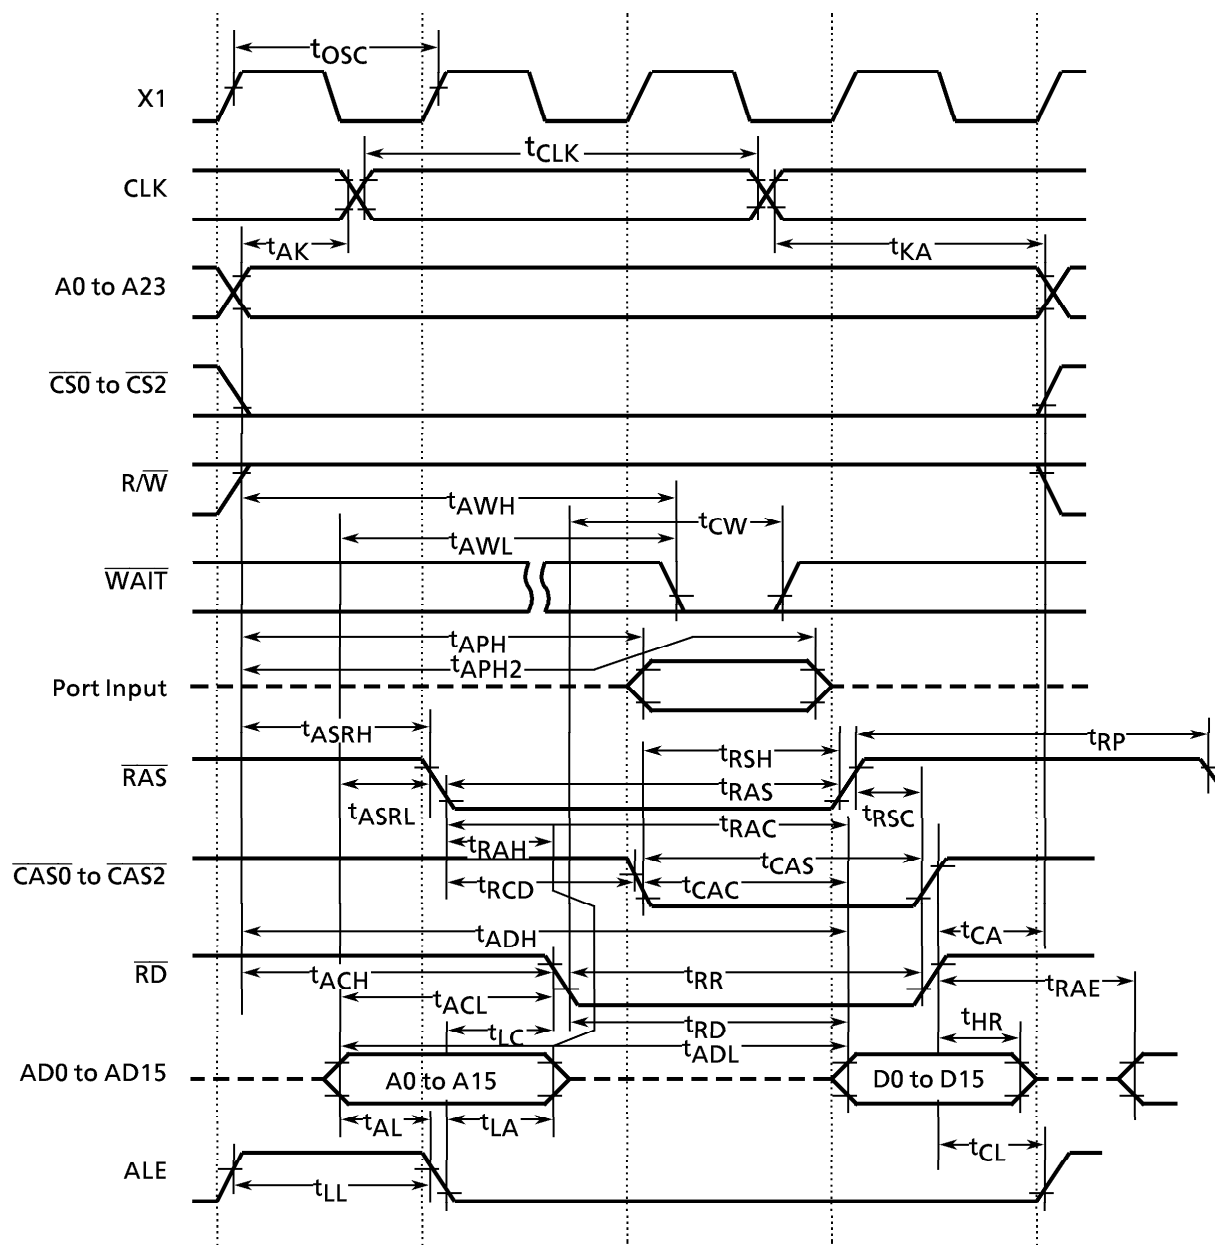 tOSC
X1
tCLK
CLK
tAK
tKA
A0 to A23
CS0 to CS2
R/W
tAWH
tCW
tAWL
WAIT
tAPH
tAPH2
Port Input
tASRH
tRSH
tRP
RAS
tRAS
tASRL
tRSC
tRAC
tRAH
tCAS
CAS0 to CAS2
tRCD
tCAC
tADH
tCA
RD
tACH
tRR
tRAE
tACL
tLC
tRD
tHR
tADL
AD0 to AD15
A0 to A15
D0 to D15
tAL
tLA
tCL
ALE
tLL